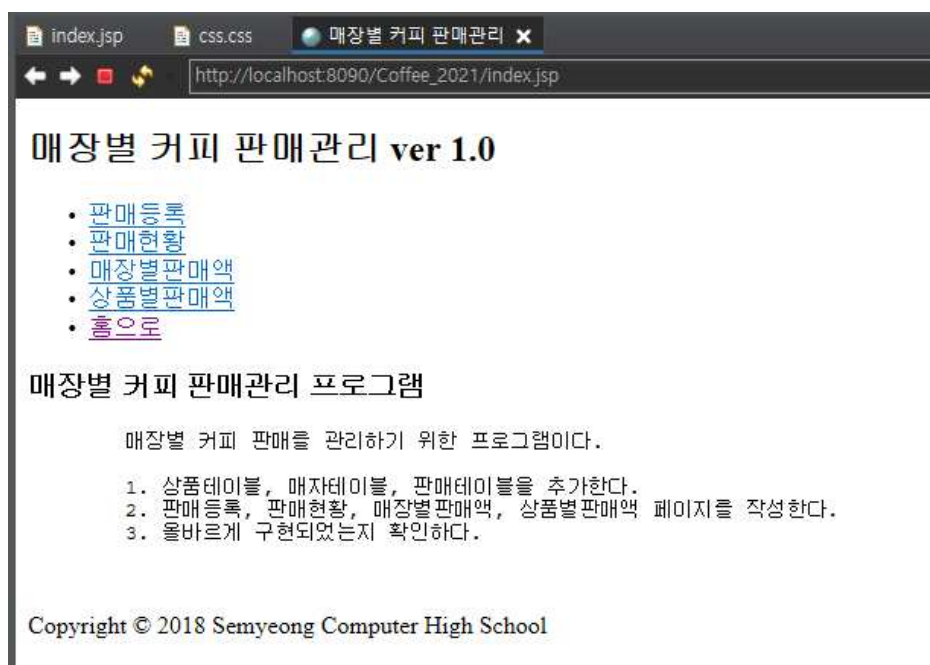 index.jsp css.css 매장별 커피 판매관리
http://localhost:8090/Coffee_2021/index.jsp
매장별 커피 판매관리 ver 1.0
• 판매등록
• 판매현황
• 매장별판매액
• 상품별판매액
• 홈으로
매장별 커피 판매관리 프로그램
매장별 커피 판매를 관리하기 위한 프로그램이다.
1. 상품테이블, 매자테이블, 판매테이블을 추가한다.
2. 판매등록, 판매현황, 매장별판매액, 상품별판매액 페이지를 작성한다.
3. 올바르게 구현되었는지 확인하다.
Copyright © 2018 Semyeong Computer High School